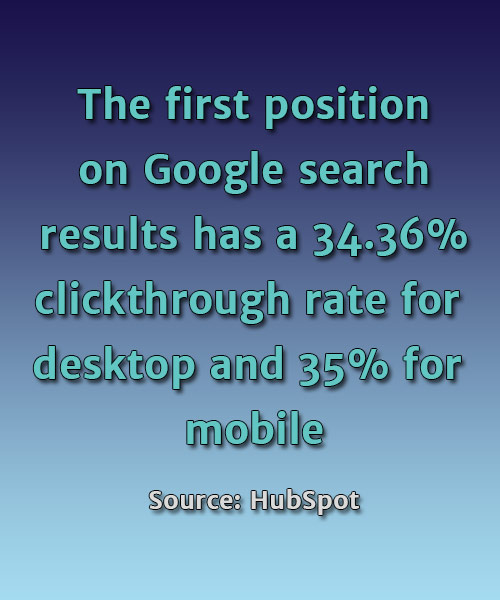 The first position
on Google search
results has a 34.36%
clickthrough rate for
desktop and 35% for
mobile
Source: HubSpot